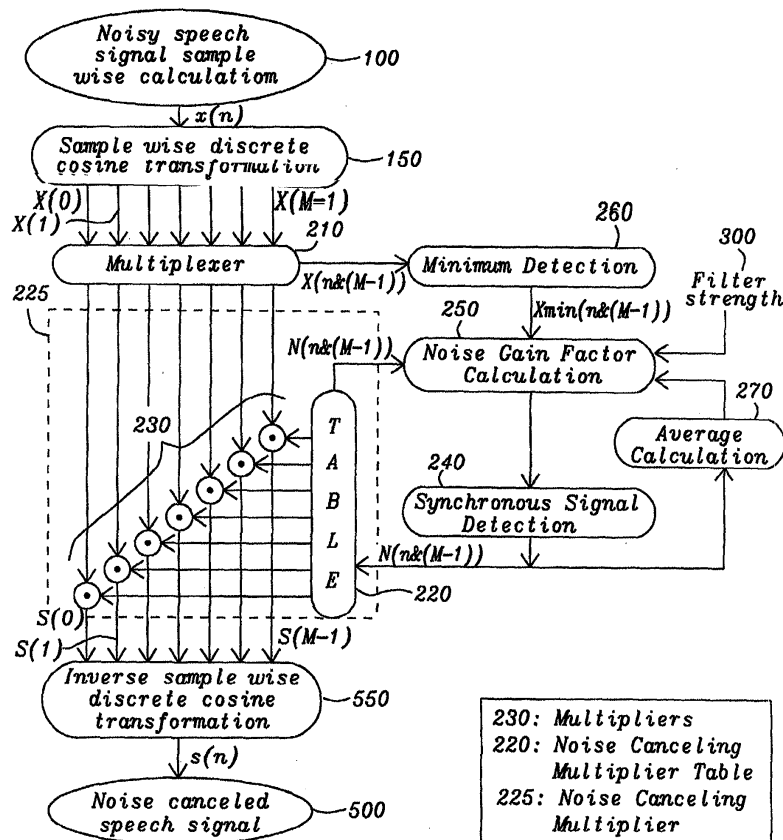 Noisy speech
signal sample
wise calculatiom
100
x(n)
Sample wise discrete
cosine transformation
150
X(0)
X(1)
X(M=1)
210
Multiplexer
X(n&(M-1))
260
Minimum Detection
300
Filter
strength
Xmin(n&(M-1))
225
250
N(n&(M-1))
Noise Gain Factor
Calculation
270
230
Average
Calculation
T
A
B
L
E
240
Synchronous Signal
Detection
N(n&(M-1))
220
S(0)
S(1)
S(M-1)
Inverse sample wise
discrete cosine
transformation
550
s(n)
Noise canceled
speech signal
500
230: Multipliers
220: Noise Canceling
Multiplier Table
225: Noise Canceling
Multiplier